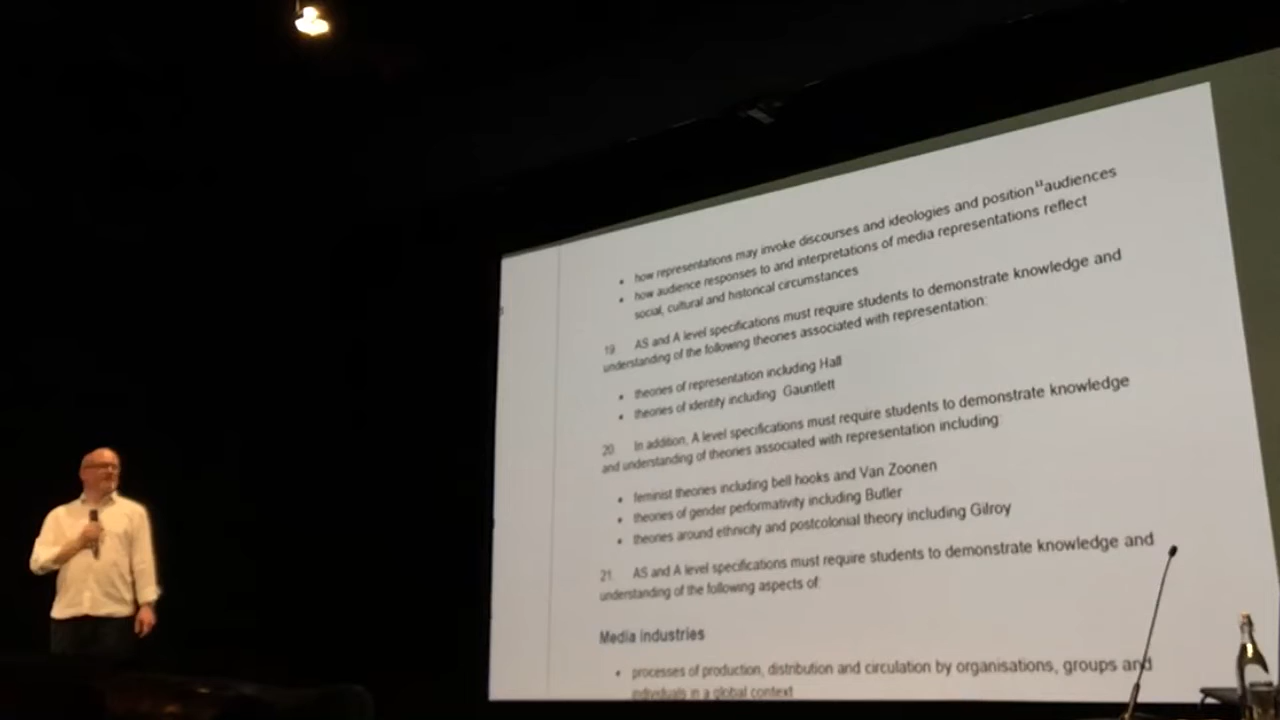 • how representations may invoke discourses and ideologies and position¹¹audiences
• how audience responses to and interpretations of media representations reflect
social, cultural and historical circumstances
19. AS and A level specifications must require students to demonstrate knowledge and
understanding of the following theories associated with representation:
• theories of representation including Hall
• theories of identity including Gauntlett
20. In addition, A level specifications must require students to demonstrate knowledge
and understanding of theories associated with representation including:
• feminist theories including bell hooks and Van Zoonen
• theories of gender performativity including Butler
• theories around ethnicity and postcolonial theory including Gilroy
21. AS and A level specifications must require students to demonstrate knowledge and
understanding of the following aspects of:
Media industries
• processes of production, distribution and circulation by organisations, groups and
individuals in a global context